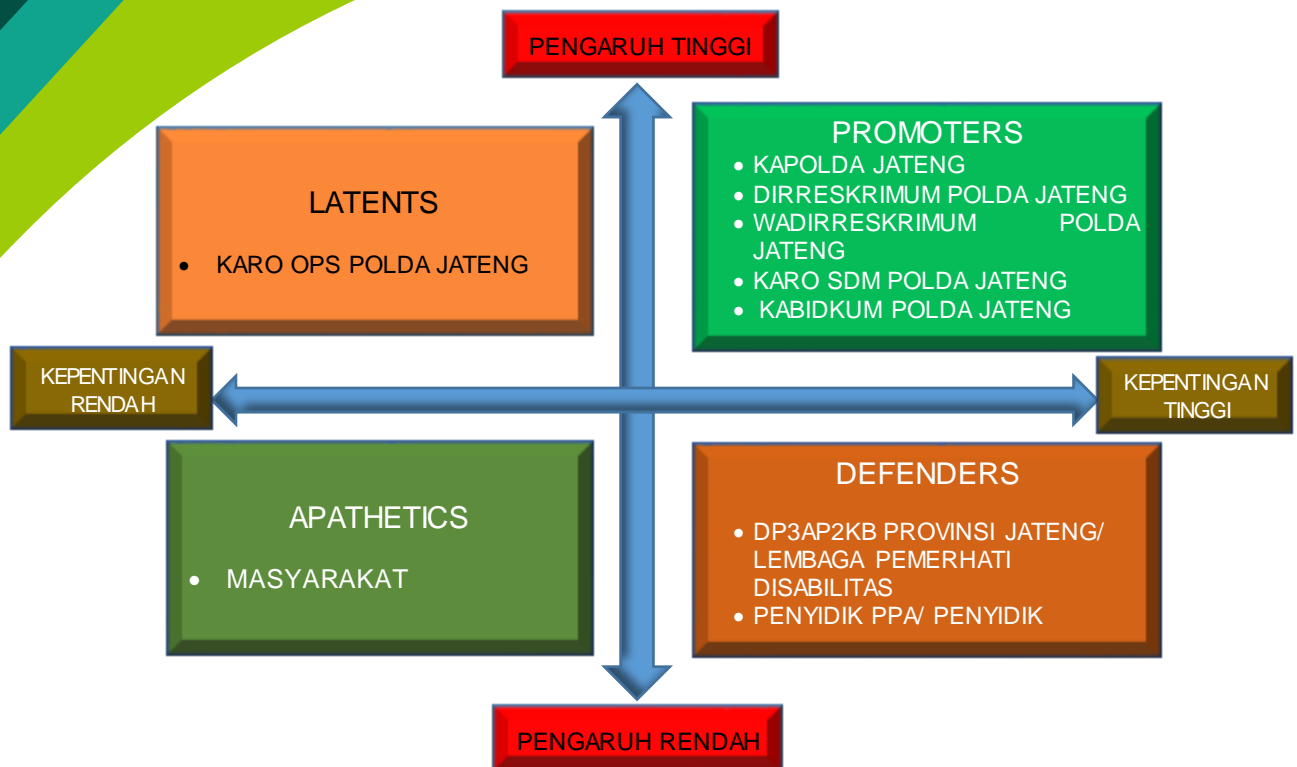 PENGARUH TINGGI
LATENTS
• KARO OPS POLDA JATENG
PROMOTERS
• KAPOLDA JATENG
• DIRRESKRIMUM POLDA JATENG
• WADIRRESKRIMUM POLDA
JATENG
• KARO SDM POLDA JATENG
• KABIDKUM POLDA JATENG
KEPENTINGAN
RENDAH
KEPENTINGAN
TINGGI
APATHETICS
• MASYARAKAT
DEFENDERS
• DP3AP2KB PROVINSI JATENG/
LEMBAGA PEMERHATI
DISABILITAS
• PENYIDIK PPA/ PENYIDIK
PENGARUH RENDAH